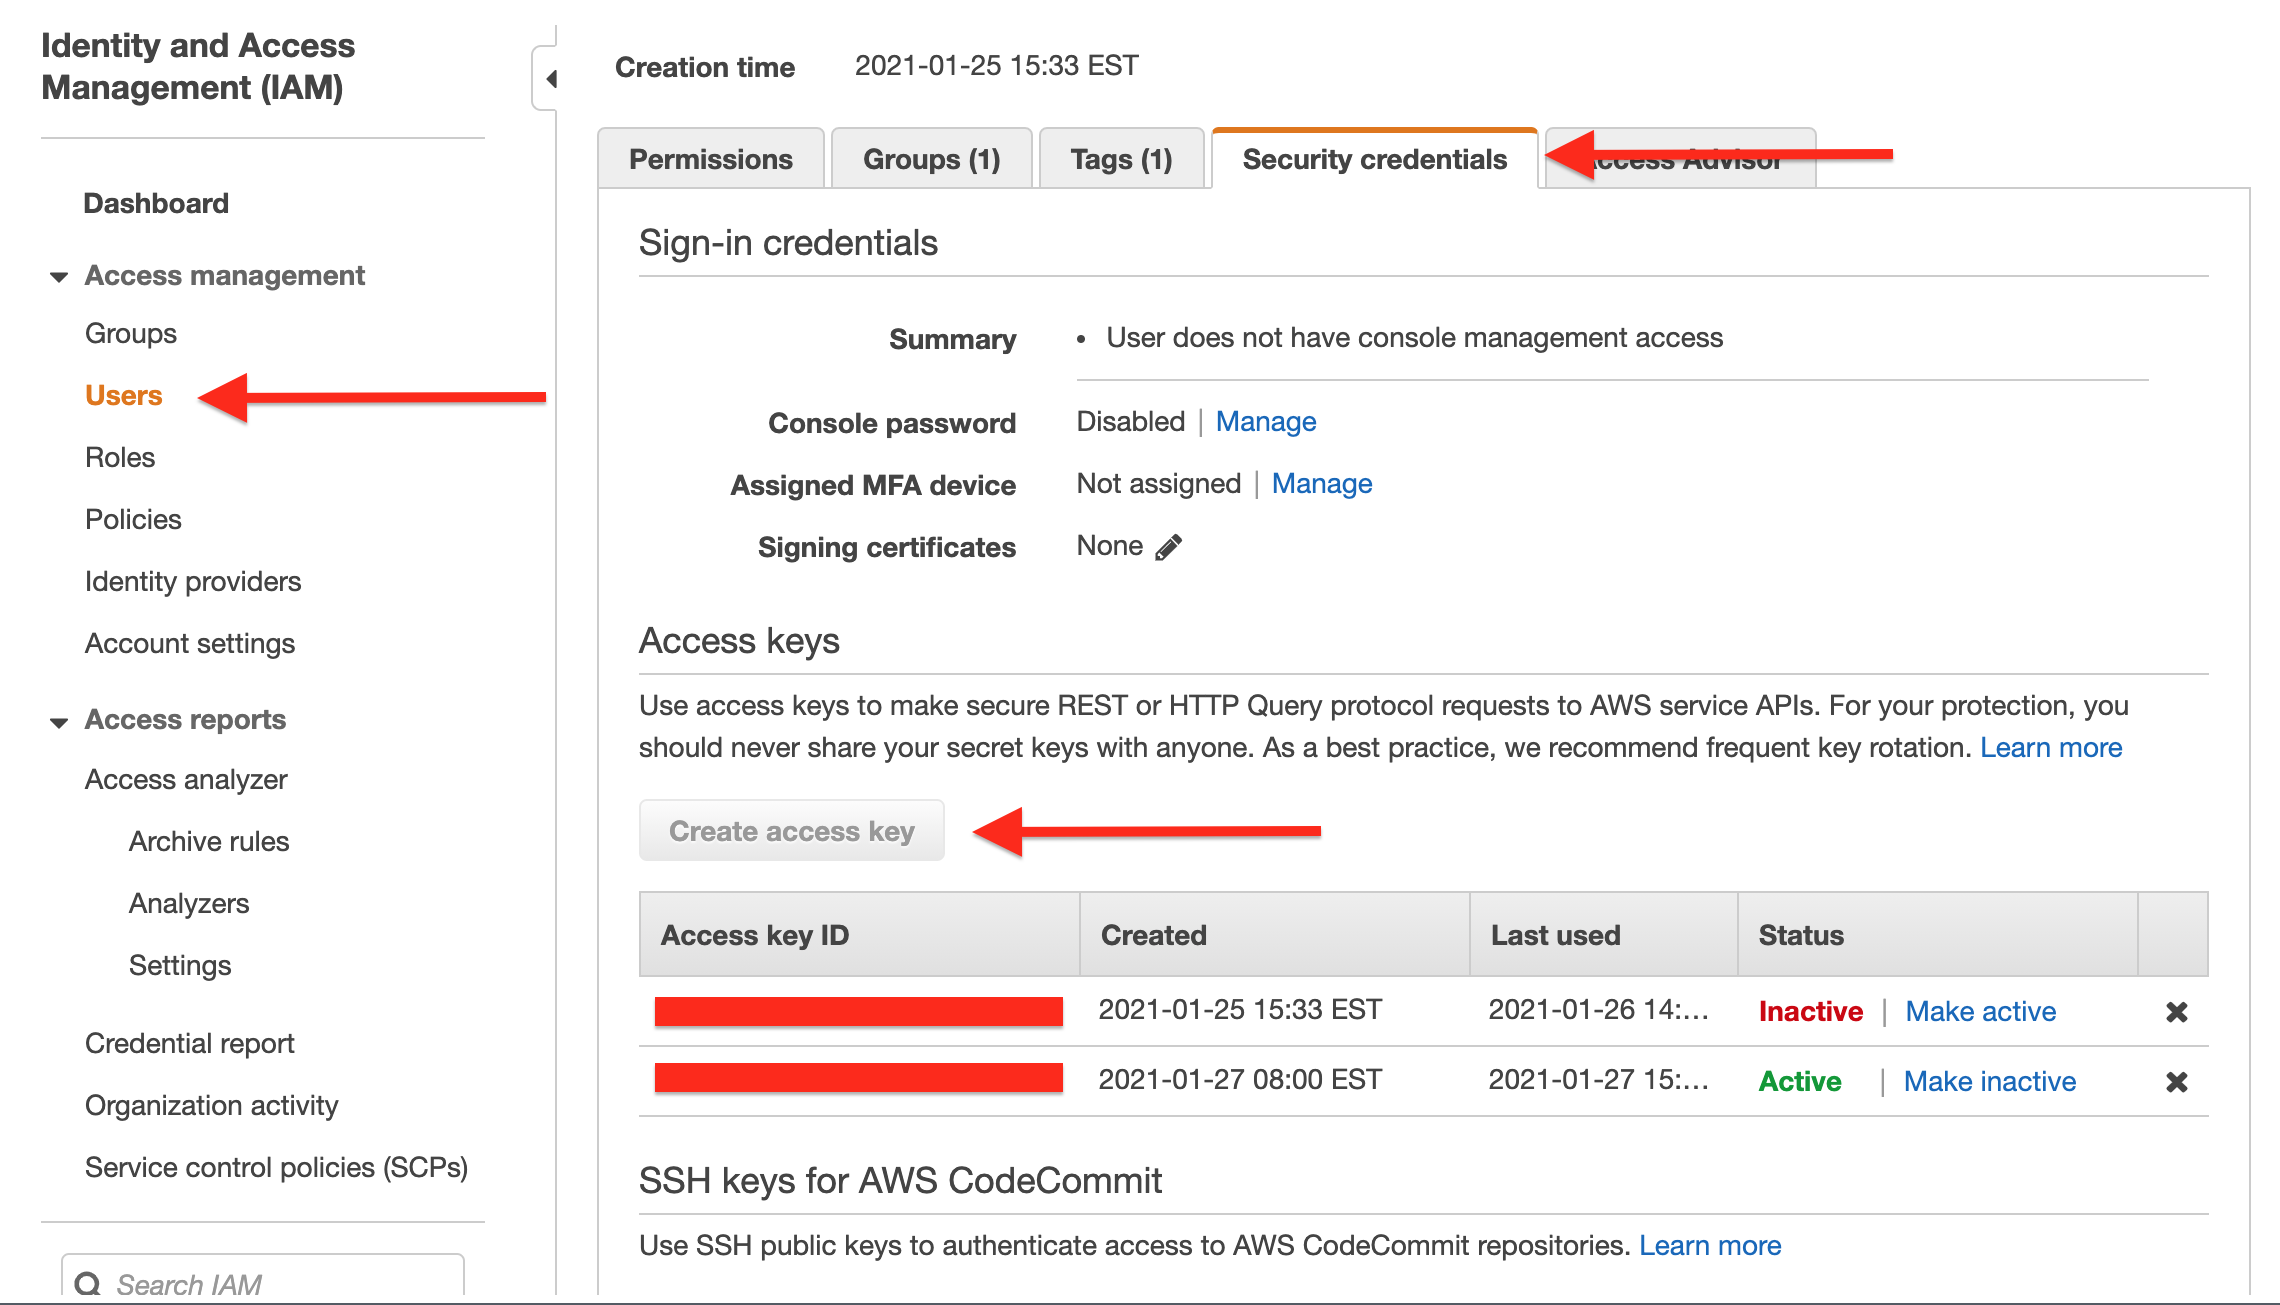 Identity and Access
Management (IAM)
Dashboard
Access management
Groups
Users
Roles
Policies
Identity providers
Account settings
Access reports
Access analyzer
Archive rules
Analyzers
Settings
Credential report
Organization activity
Service control policies (SCPs)
Search IAM
Creation time 2021-01-25 15:33 EST
Permissions Groups (1) Tags (1) Security credentials Access Advisor
Sign-in credentials
Summary • User does not have console management access
Console password Disabled | Manage
Assigned MFA device Not assigned | Manage
Signing certificates None
Access keys
Use access keys to make secure REST or HTTP Query protocol requests to AWS service APIs. For your protection, you
should never share your secret keys with anyone. As a best practice, we recommend frequent key rotation. Learn more
Create access key
Access key ID Created Last used Status
2021-01-25 15:33 EST 2021-01-26 14:... Inactive | Make active
2021-01-27 08:00 EST 2021-01-27 15:... Active | Make inactive
SSH keys for AWS CodeCommit
Use SSH public keys to authenticate access to AWS CodeCommit repositories. Learn more